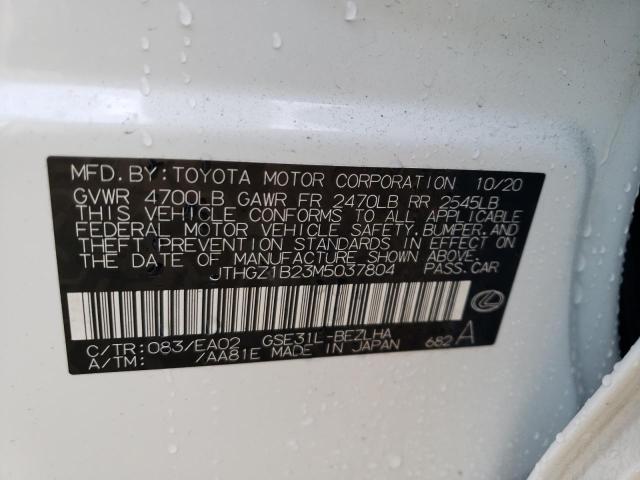 MFD. BY: TOYOTA MOTOR CORPORATION 10/20
GVWR 4700LB GAWR FR 2470LB RR 2545LB
THIS VEHICLE CONFORMS TO ALL APPLICABLE
FEDERAL MOTOR VEHICLE SAFETY, BUMPER, AND
THEFT PREVENTION STANDARDS IN EFFECT ON
THE DATE OF MANUFACTURE SHOWN ABOVE.
JTHGZ1B23M5037804 PASS. CAR
C/TR: 083/EA02 GSE31L-BEZLHA
A/TM: /AA81E MADE IN JAPAN 682 A